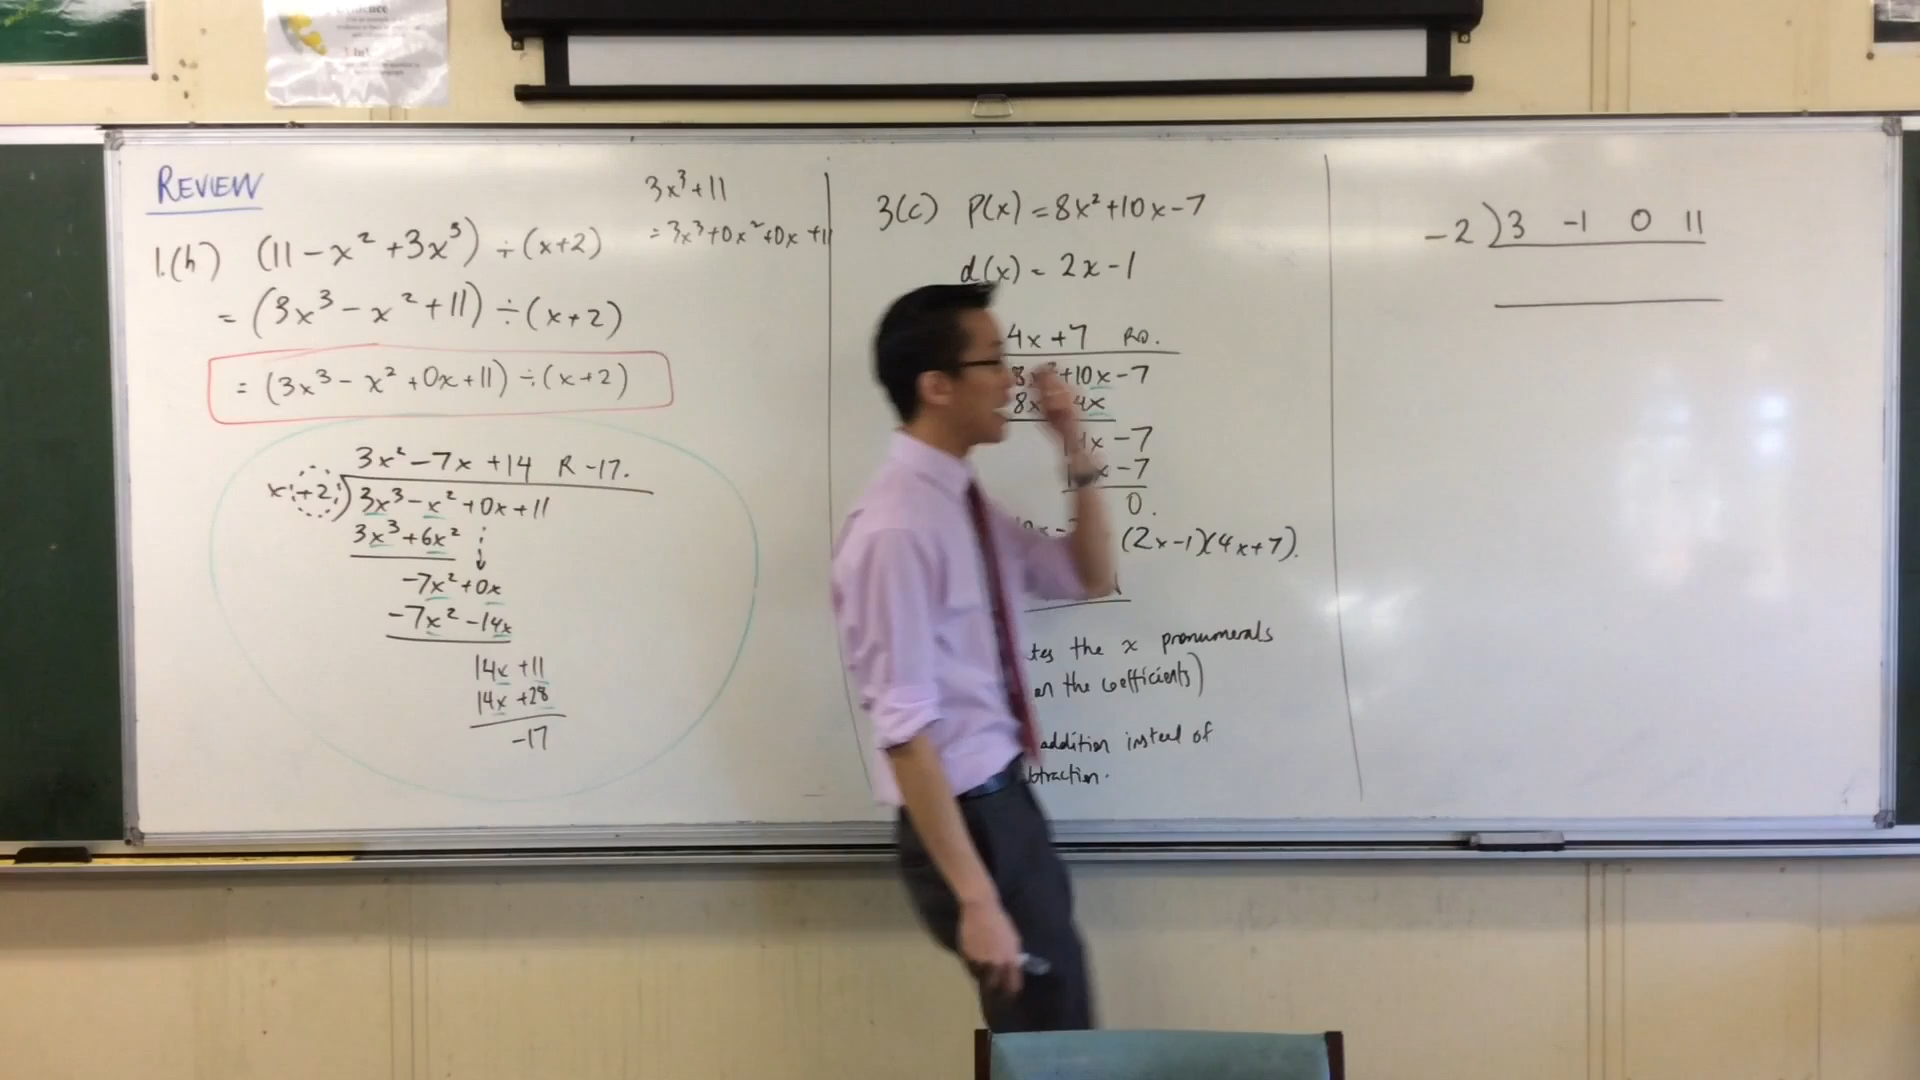 REVIEW
1.(h) (11 - x² + 3x³) ÷ (x+2)
= (3x³ - x² + 11) ÷ (x+2)
= (3x³ - x² + 0x + 11) ÷ (x+2)
3x² - 7x + 14 R -17.
x+2 ) 3x³ - x² + 0x + 11
3x³ + 6x²
-7x² + 0x
-7x² - 14x
14x + 11
14x + 28
-17
3x³ + 11
= 3x³ + 0x² + 0x + 11
3(c) P(x) = 8x² + 10x - 7
d(x) = 2x - 1
4x + 7 R0.
+10x - 7
4x
x - 7
x - 7
0.
(2x-1)(4x+7).
the x pronumerals
the coefficients)
addition instead of
-2 ) 3 -1 0 11